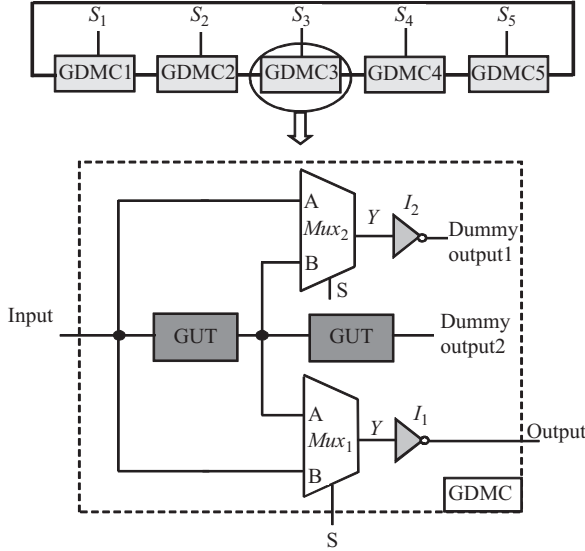 S1 S2 S3 S4 S5
GDMC1 GDMC2 GDMC3 GDMC4 GDMC5
A
Mux2
Y
I2
B
S
Dummy
output1
Input
GUT
GUT
Dummy
output2
A
Mux1
Y
I1
B
Output
GDMC
S